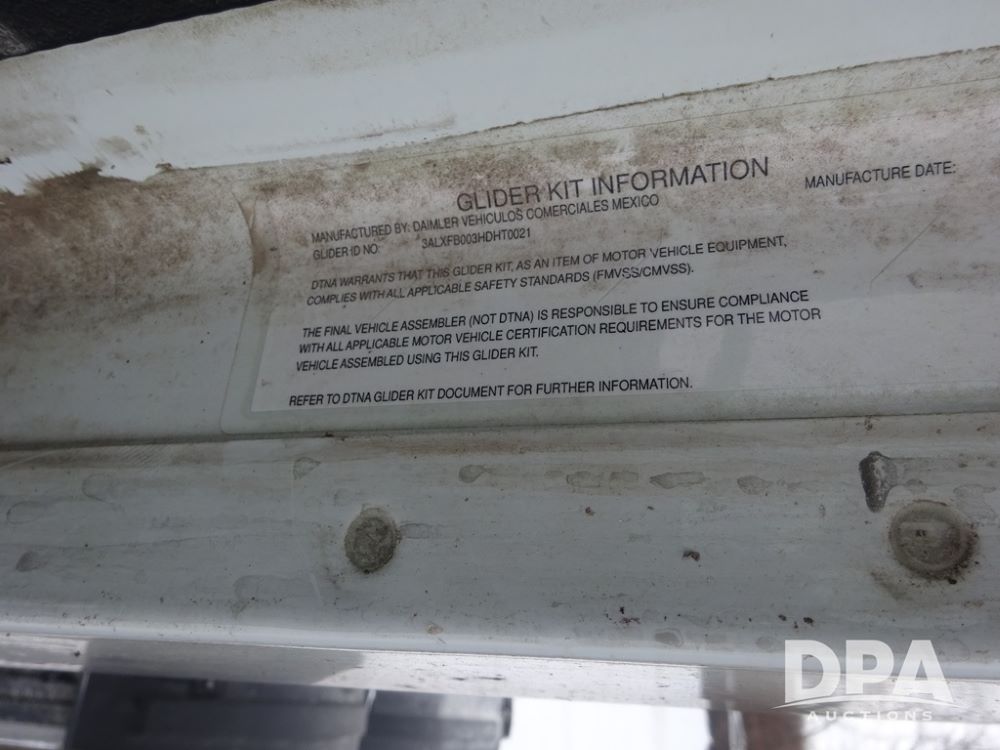 GLIDER KIT INFORMATION
MANUFACTURED BY: DAIMLER VEHICULOS COMERCIALES MEXICO
MANUFACTURE DATE:
GLIDER ID NO: 3ALXFB003HDHT0021
DTNA WARRANTS THAT THIS GLIDER KIT, AS AN ITEM OF MOTOR VEHICLE EQUIPMENT,
COMPLIES WITH ALL APPLICABLE SAFETY STANDARDS (FMVSS/CMVSS).
THE FINAL VEHICLE ASSEMBLER (NOT DTNA) IS RESPONSIBLE TO ENSURE COMPLIANCE
WITH ALL APPLICABLE MOTOR VEHICLE CERTIFICATION REQUIREMENTS FOR THE MOTOR
VEHICLE ASSEMBLED USING THIS GLIDER KIT.
REFER TO DTNA GLIDER KIT DOCUMENT FOR FURTHER INFORMATION.
DPA
AUCTIONS